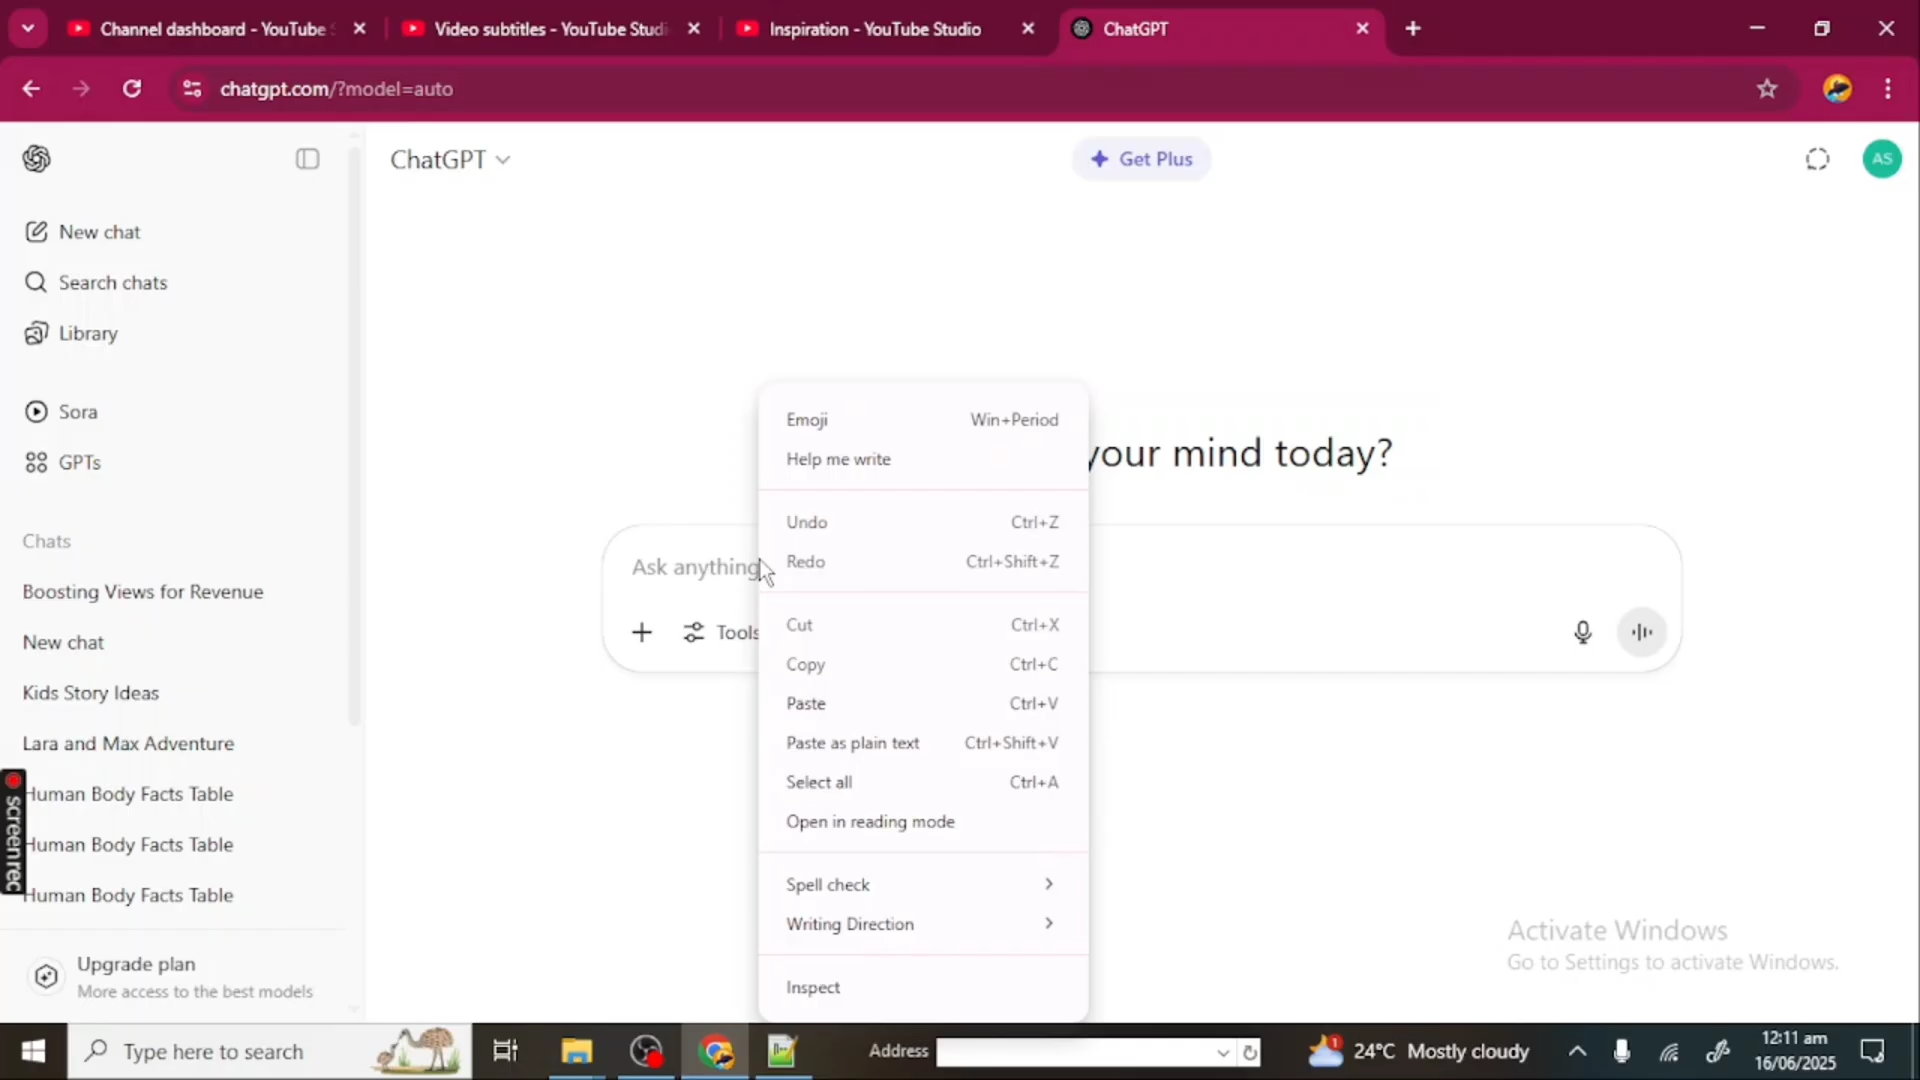 Channel dashboard - YouTube
Video subtitles - YouTube Studi
Inspiration - YouTube Studio
ChatGPT
chatgpt.com/?model=auto
ChatGPT
Get Plus
AS
New chat
Search chats
Library
Sora
GPTs
Chats
Boosting Views for Revenue
New chat
Kids Story Ideas
Lara and Max Adventure
Human Body Facts Table
Human Body Facts Table
Human Body Facts Table
Upgrade plan
More access to the best models
screenrec
your mind today?
Ask anything
Tools
Emoji Win+Period
Help me write
Undo Ctrl+Z
Redo Ctrl+Shift+Z
Cut Ctrl+X
Copy Ctrl+C
Paste Ctrl+V
Paste as plain text Ctrl+Shift+V
Select all Ctrl+A
Open in reading mode
Spell check
Writing Direction
Inspect
Activate Windows
Go to Settings to activate Windows.
Type here to search
Address
1
24°C Mostly cloudy
12:11 am
16/06/2025